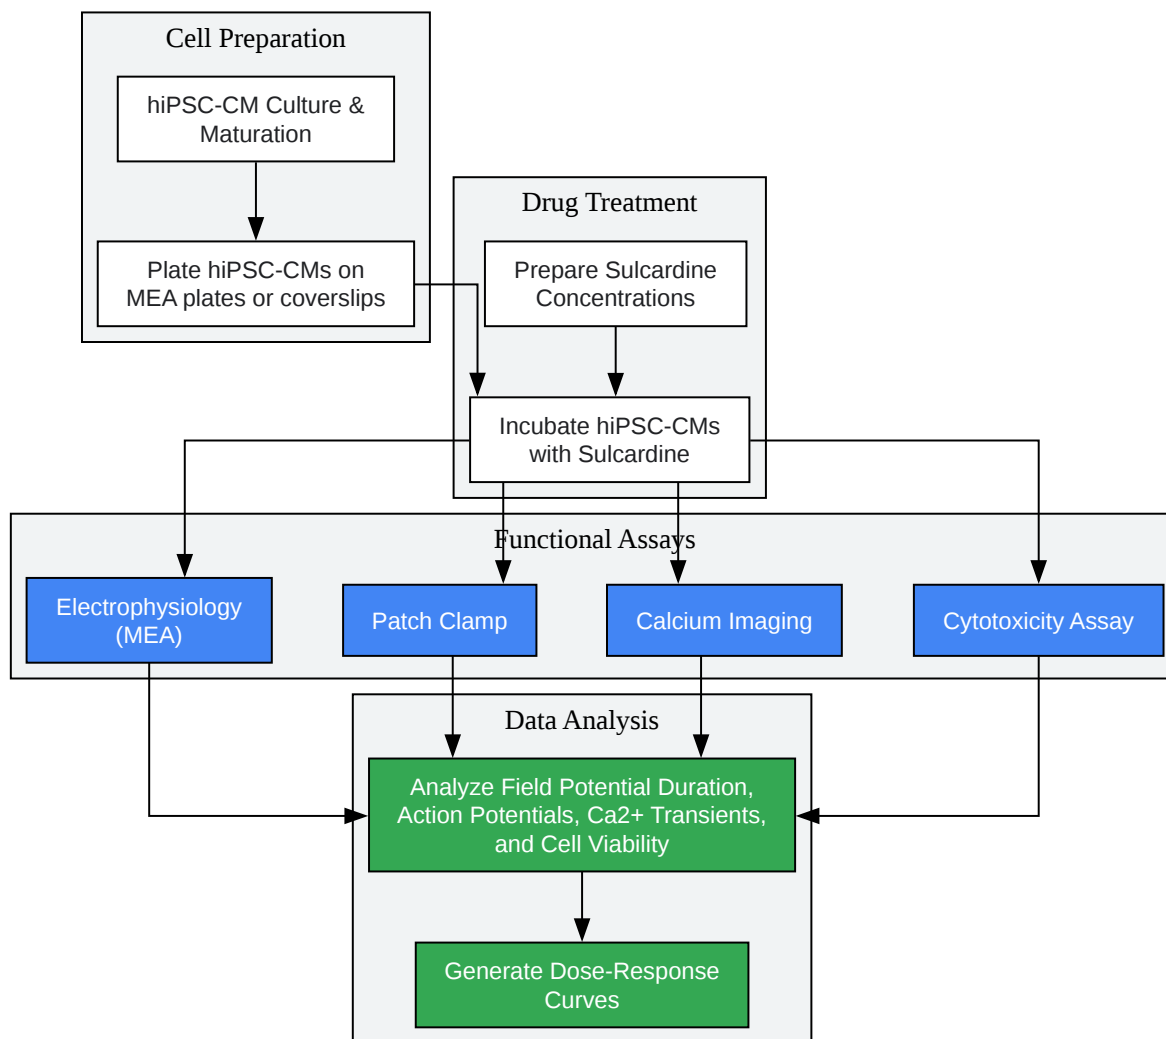 Cell Preparation
hiPSC-CM Culture &
Maturation
Plate hiPSC-CMs on
MEA plates or coverslips
Drug Treatment
Prepare Sulcardine
Concentrations
Incubate hiPSC-CMs
with Sulcardine
Functional Assays
Electrophysiology
(MEA)
Patch Clamp
Calcium Imaging
Cytotoxicity Assay
Data Analysis
Analyze Field Potential Duration,
Action Potentials, Ca2+ Transients,
and Cell Viability
Generate Dose-Response
Curves